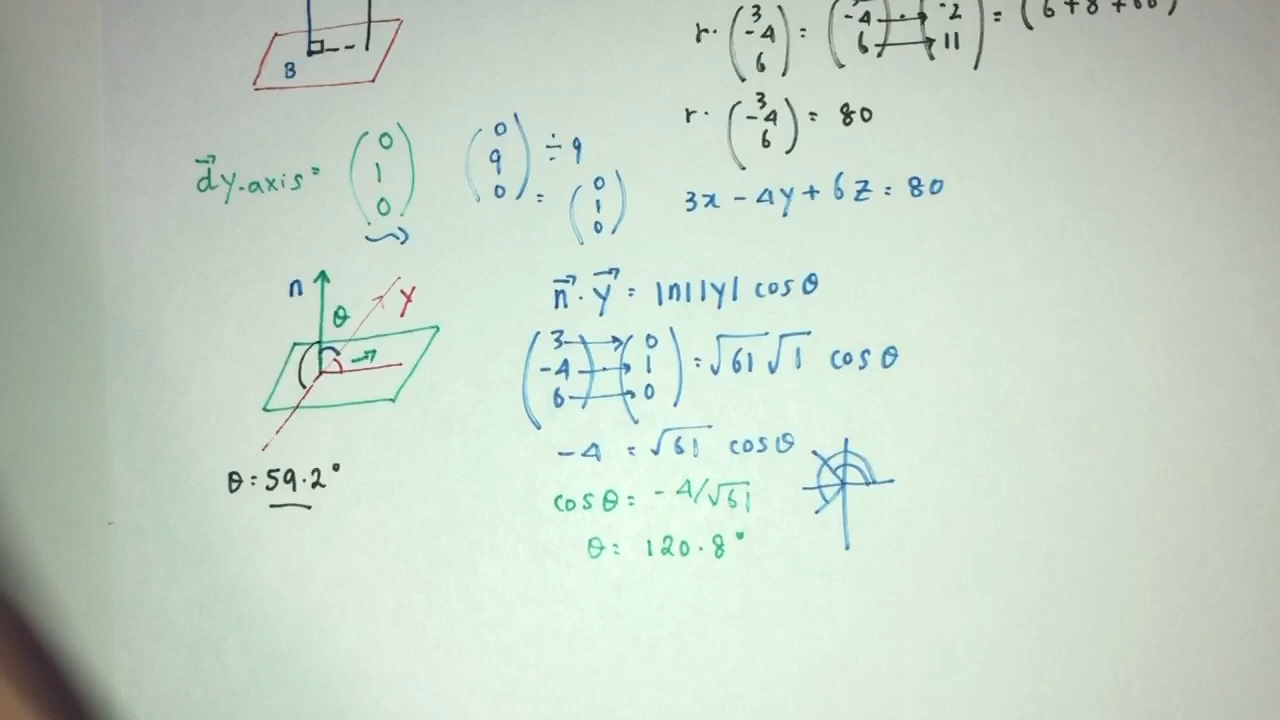 B
r. (3 -4 6) = (-4 6) . (-2 11) = (6+8+66)
r. (3 -4 6) = 80
3x - 4y + 6z = 80
d⃗ y-axis = (0 1 0)
(0 9 0) ÷ 9 = (0 1 0)
n θ y
θ = 59.2°
n⃗ . y⃗ = |n||y| cos θ
(3 -4 6) (0 1 0) = √61 √1 cos θ
-4 = √61 cos θ
cos θ = -4/√61
θ = 120.8°